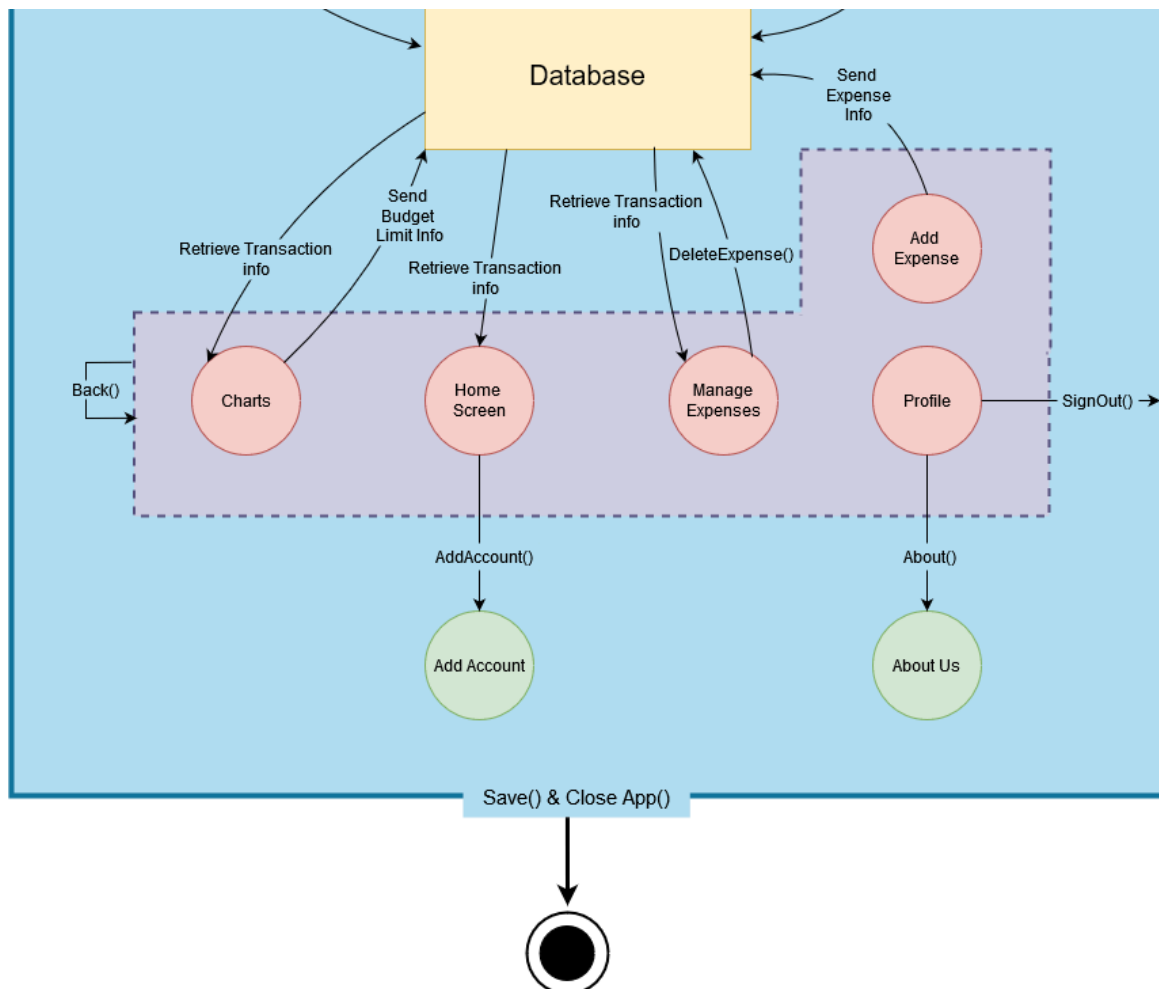 Database
Send
Expense
Info
Send
Budget
Limit Info
Retrieve Transaction
info
Retrieve Transaction
info
Retrieve Transaction
info
DeleteExpense()
Add
Expense
Back()
Charts
Home
Screen
Manage
Expenses
Profile
SignOut()
AddAccount()
About()
Add Account
About Us
Save() & Close App()